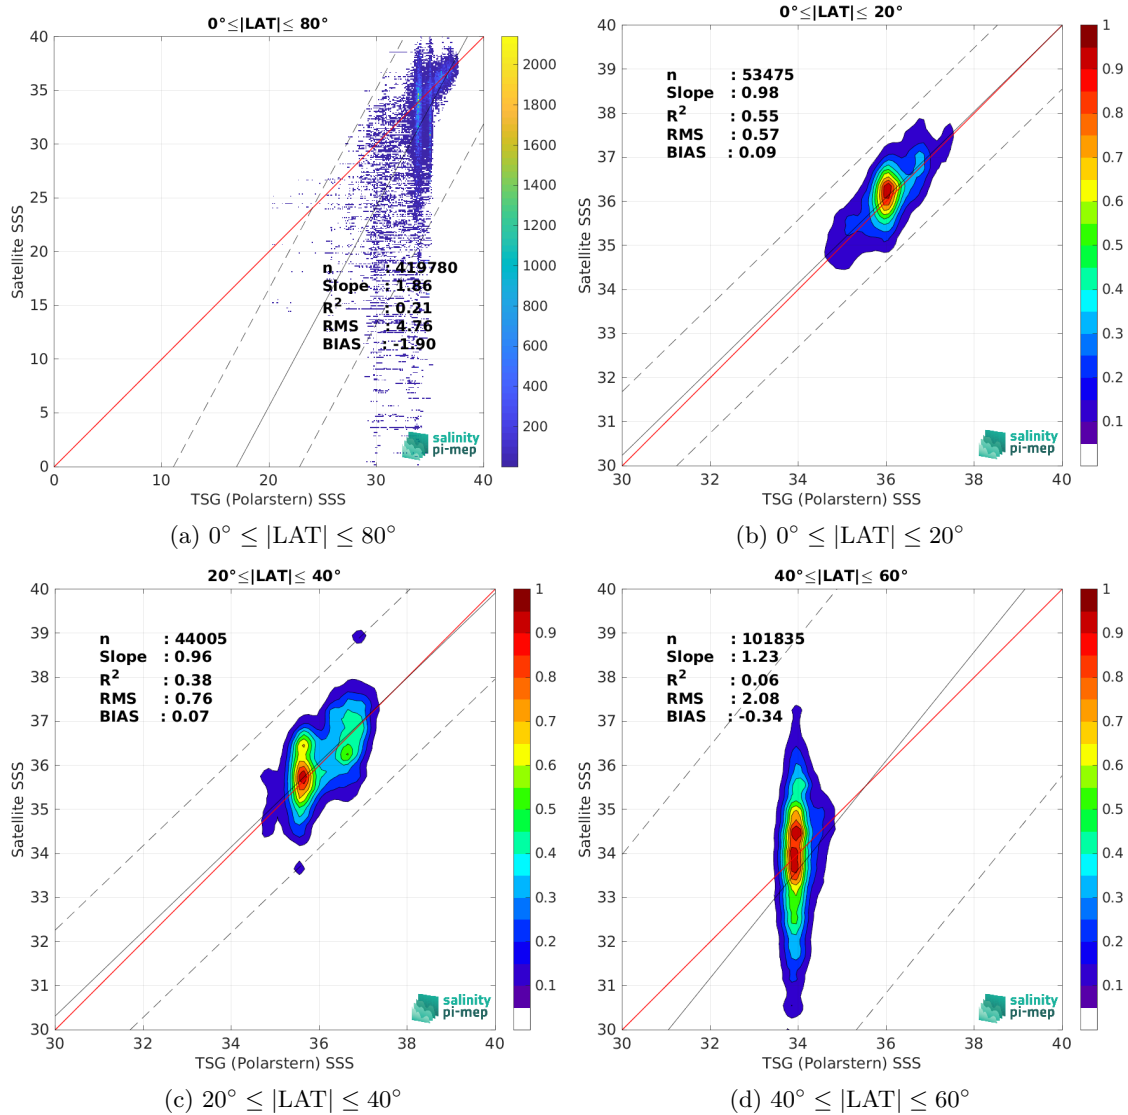 0°≤|LAT|≤ 80°
40
35
30
25
20
15
10
5
0
Satellite SSS
n : 419780
Slope : 1.86
R² : 0.21
RMS : 4.76
BIAS : -1.90
salinity
pi-mep
0 10 20 30 40
TSG (Polarstern) SSS
2000
1800
1600
1400
1200
1000
800
600
400
200
(a) 0° ≤ |LAT| ≤ 80°
0°≤|LAT|≤ 20°
40
39
38
37
36
35
34
33
32
31
30
Satellite SSS
n : 53475
Slope : 0.98
R² : 0.55
RMS : 0.57
BIAS : 0.09
salinity
pi-mep
30 32 34 36 38 40
TSG (Polarstern) SSS
1
0.9
0.8
0.7
0.6
0.5
0.4
0.3
0.2
0.1
(b) 0° ≤ |LAT| ≤ 20°
20°≤|LAT|≤ 40°
40
39
38
37
36
35
34
33
32
31
30
Satellite SSS
n : 44005
Slope : 0.96
R² : 0.38
RMS : 0.76
BIAS : 0.07
salinity
pi-mep
30 32 34 36 38 40
TSG (Polarstern) SSS
1
0.9
0.8
0.7
0.6
0.5
0.4
0.3
0.2
0.1
(c) 20° ≤ |LAT| ≤ 40°
40°≤|LAT|≤ 60°
40
39
38
37
36
35
34
33
32
31
30
Satellite SSS
n : 101835
Slope : 1.23
R² : 0.06
RMS : 2.08
BIAS : -0.34
salinity
pi-mep
30 32 34 36 38 40
TSG (Polarstern) SSS
1
0.9
0.8
0.7
0.6
0.5
0.4
0.3
0.2
0.1
(d) 40° ≤ |LAT| ≤ 60°